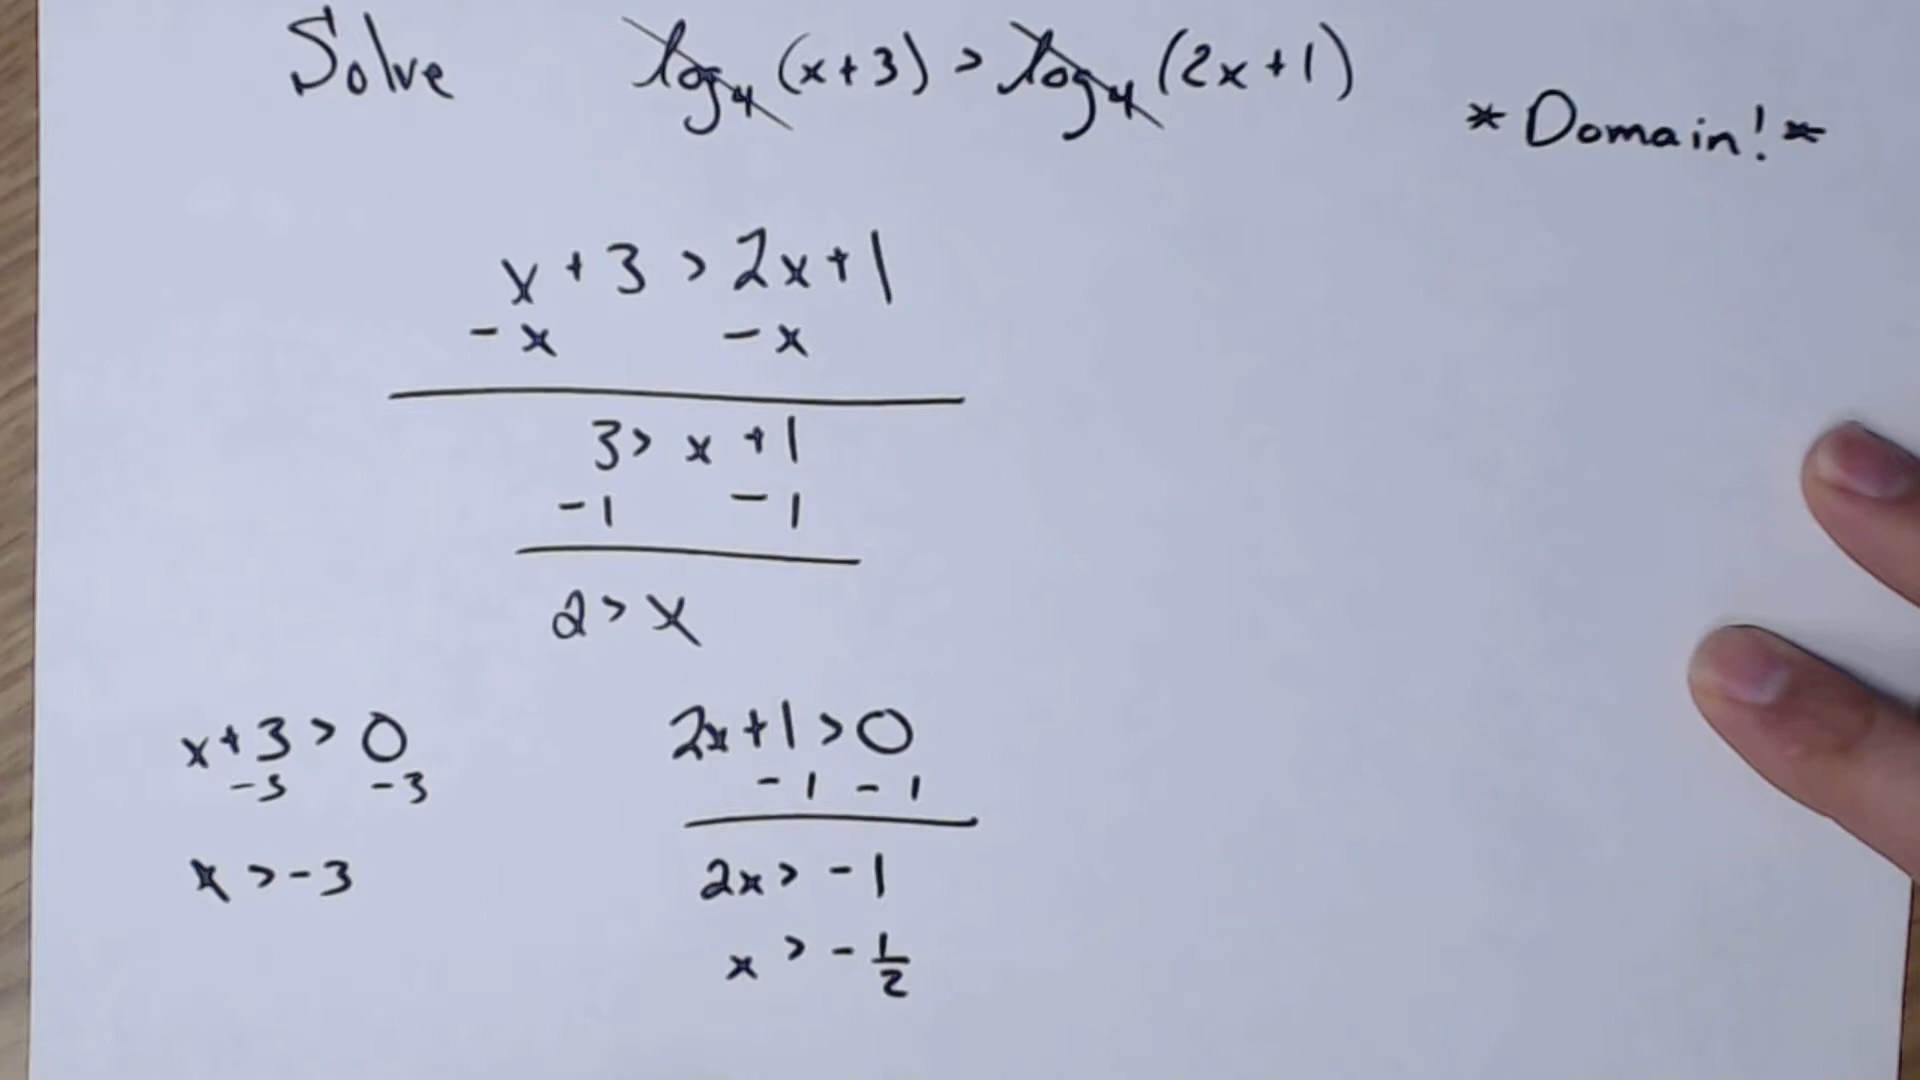 Solve log₄(x+3) > log₄(2x+1)
*Domain!*
x+3 > 2x+1
-x -x
3 > x+1
-1 -1
2 > x
x+3 > 0
-3 -3
x > -3
2x+1 > 0
-1 -1
2x > -1
x > -1/2